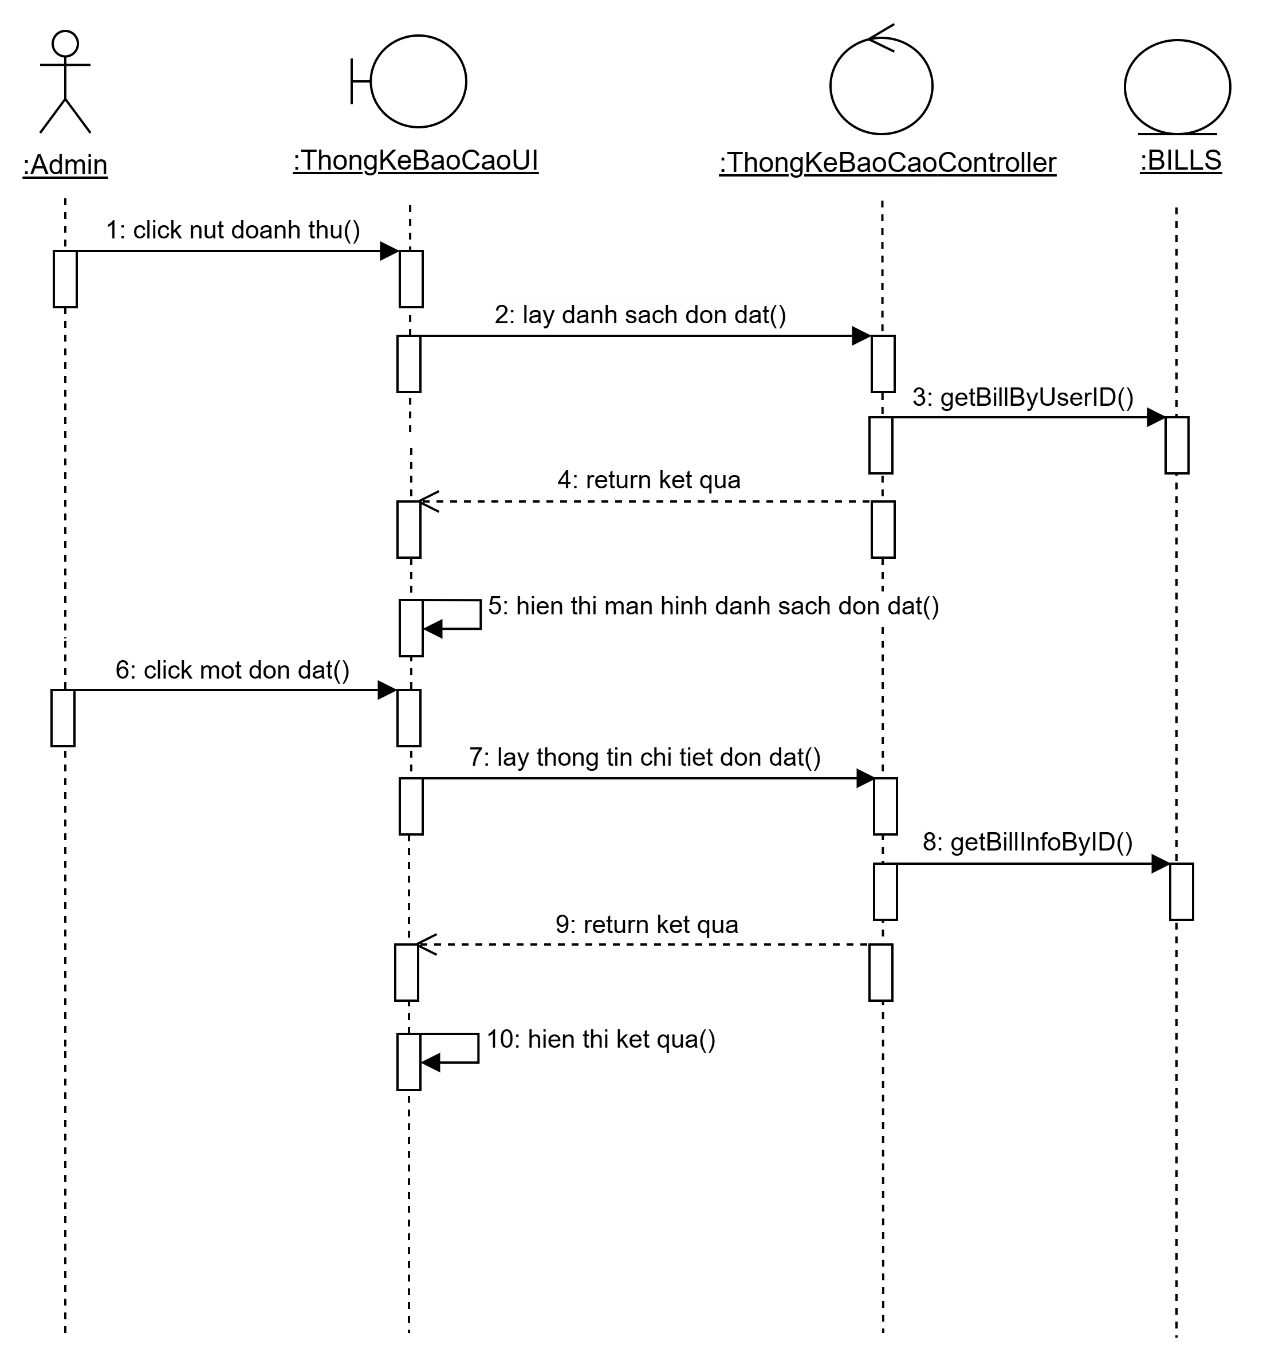 :Admin
:ThongKeBaoCaoUI
:ThongKeBaoCaoController
:BILLS
1: click nut doanh thu()
2: lay danh sach don dat()
3: getBillByUserID()
4: return ket qua
5: hien thi man hinh danh sach don dat()
6: click mot don dat()
7: lay thong tin chi tiet don dat()
8: getBillInfoByID()
9: return ket qua
10: hien thi ket qua()